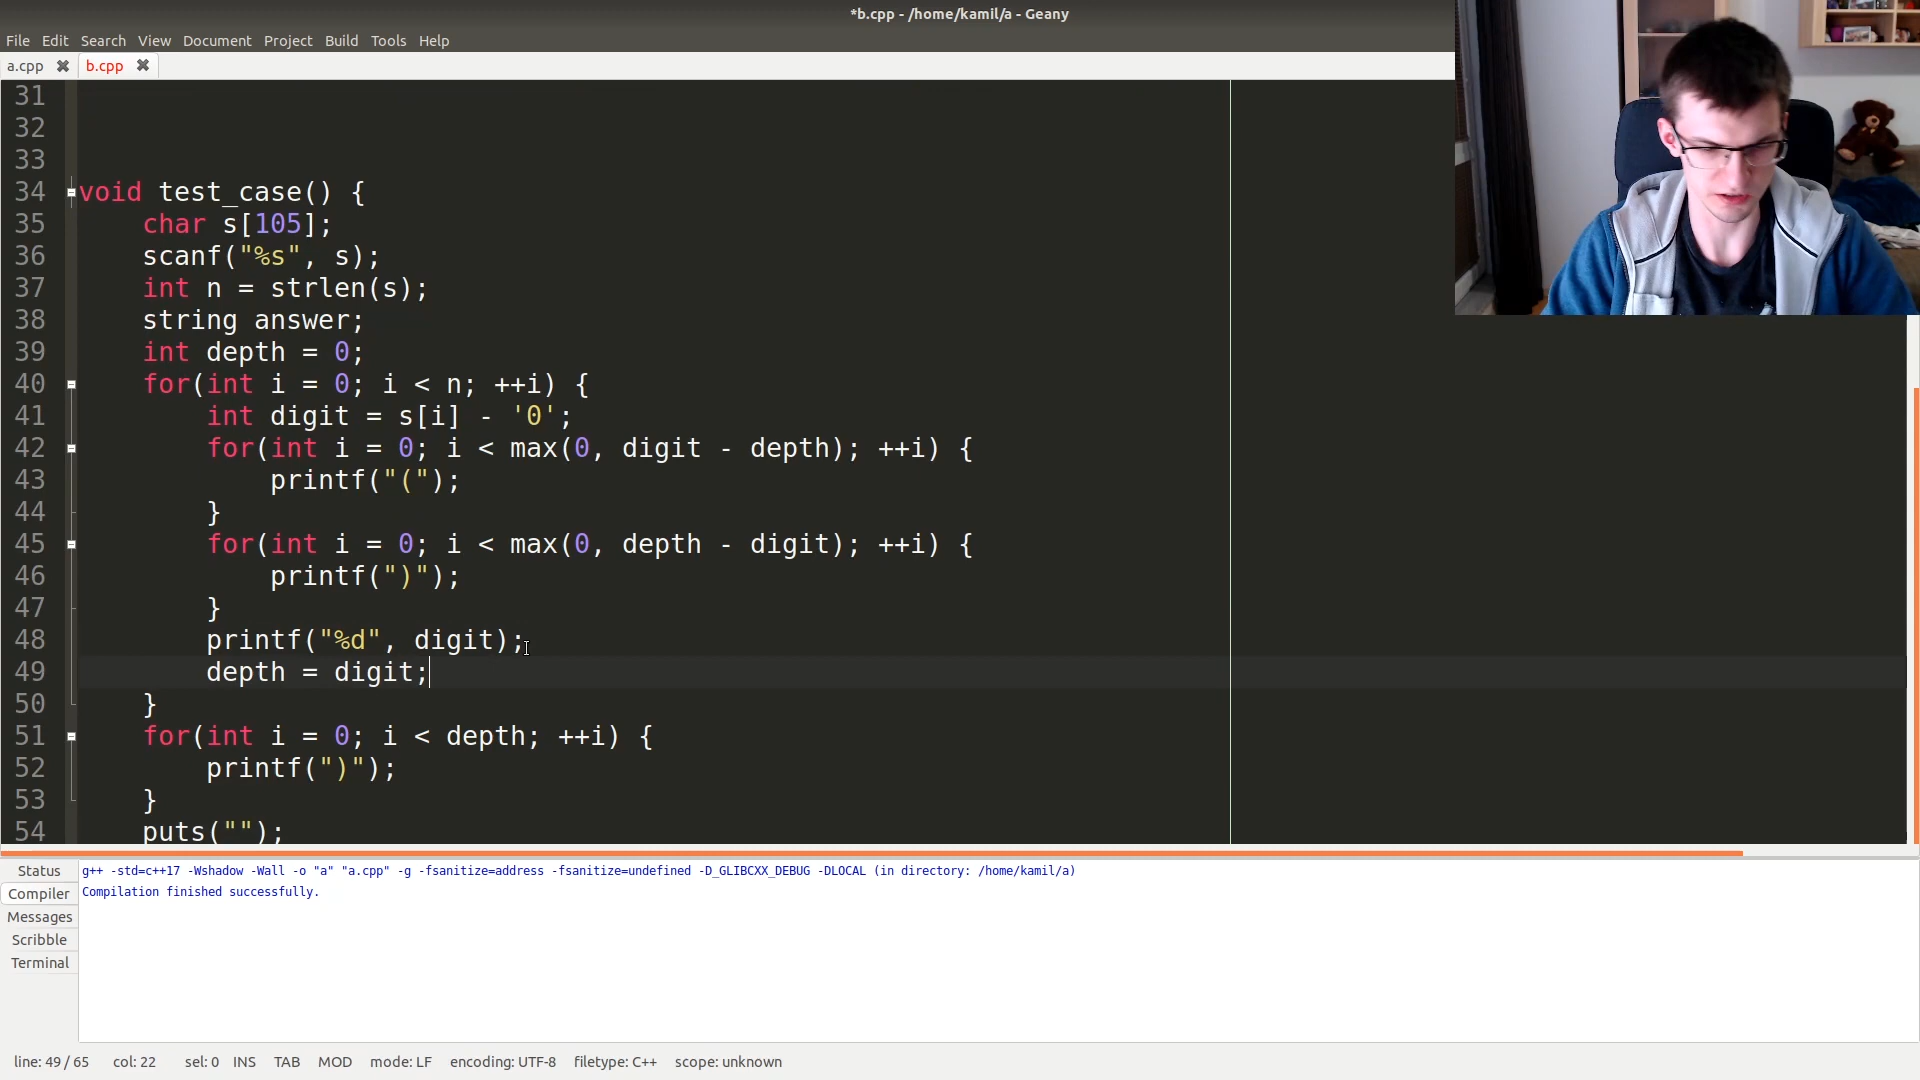 *b.cpp - /home/kamil/a - Geany
File Edit Search View Document Project Build Tools Help
a.cpp b.cpp
31
32
33
34 void test_case() {
35 char s[105];
36 scanf("%s", s);
37 int n = strlen(s);
38 string answer;
39 int depth = 0;
40 for(int i = 0; i < n; ++i) {
41 int digit = s[i] - '0';
42 for(int i = 0; i < max(0, digit - depth); ++i) {
43 printf("(");
44 }
45 for(int i = 0; i < max(0, depth - digit); ++i) {
46 printf(")");
47 }
48 printf("%d", digit);
49 depth = digit;
50 }
51 for(int i = 0; i < depth; ++i) {
52 printf(")");
53 }
54 puts("");
Status
Compiler
Messages
Scribble
Terminal
g++ -std=c++17 -Wshadow -Wall -o "a" "a.cpp" -g -fsanitize=address -fsanitize=undefined -D_GLIBCXX_DEBUG -DLOCAL (in directory: /home/kamil/a)
Compilation finished successfully.
line: 49 / 65 col: 22 sel: 0 INS TAB MOD mode: LF encoding: UTF-8 filetype: C++ scope: unknown